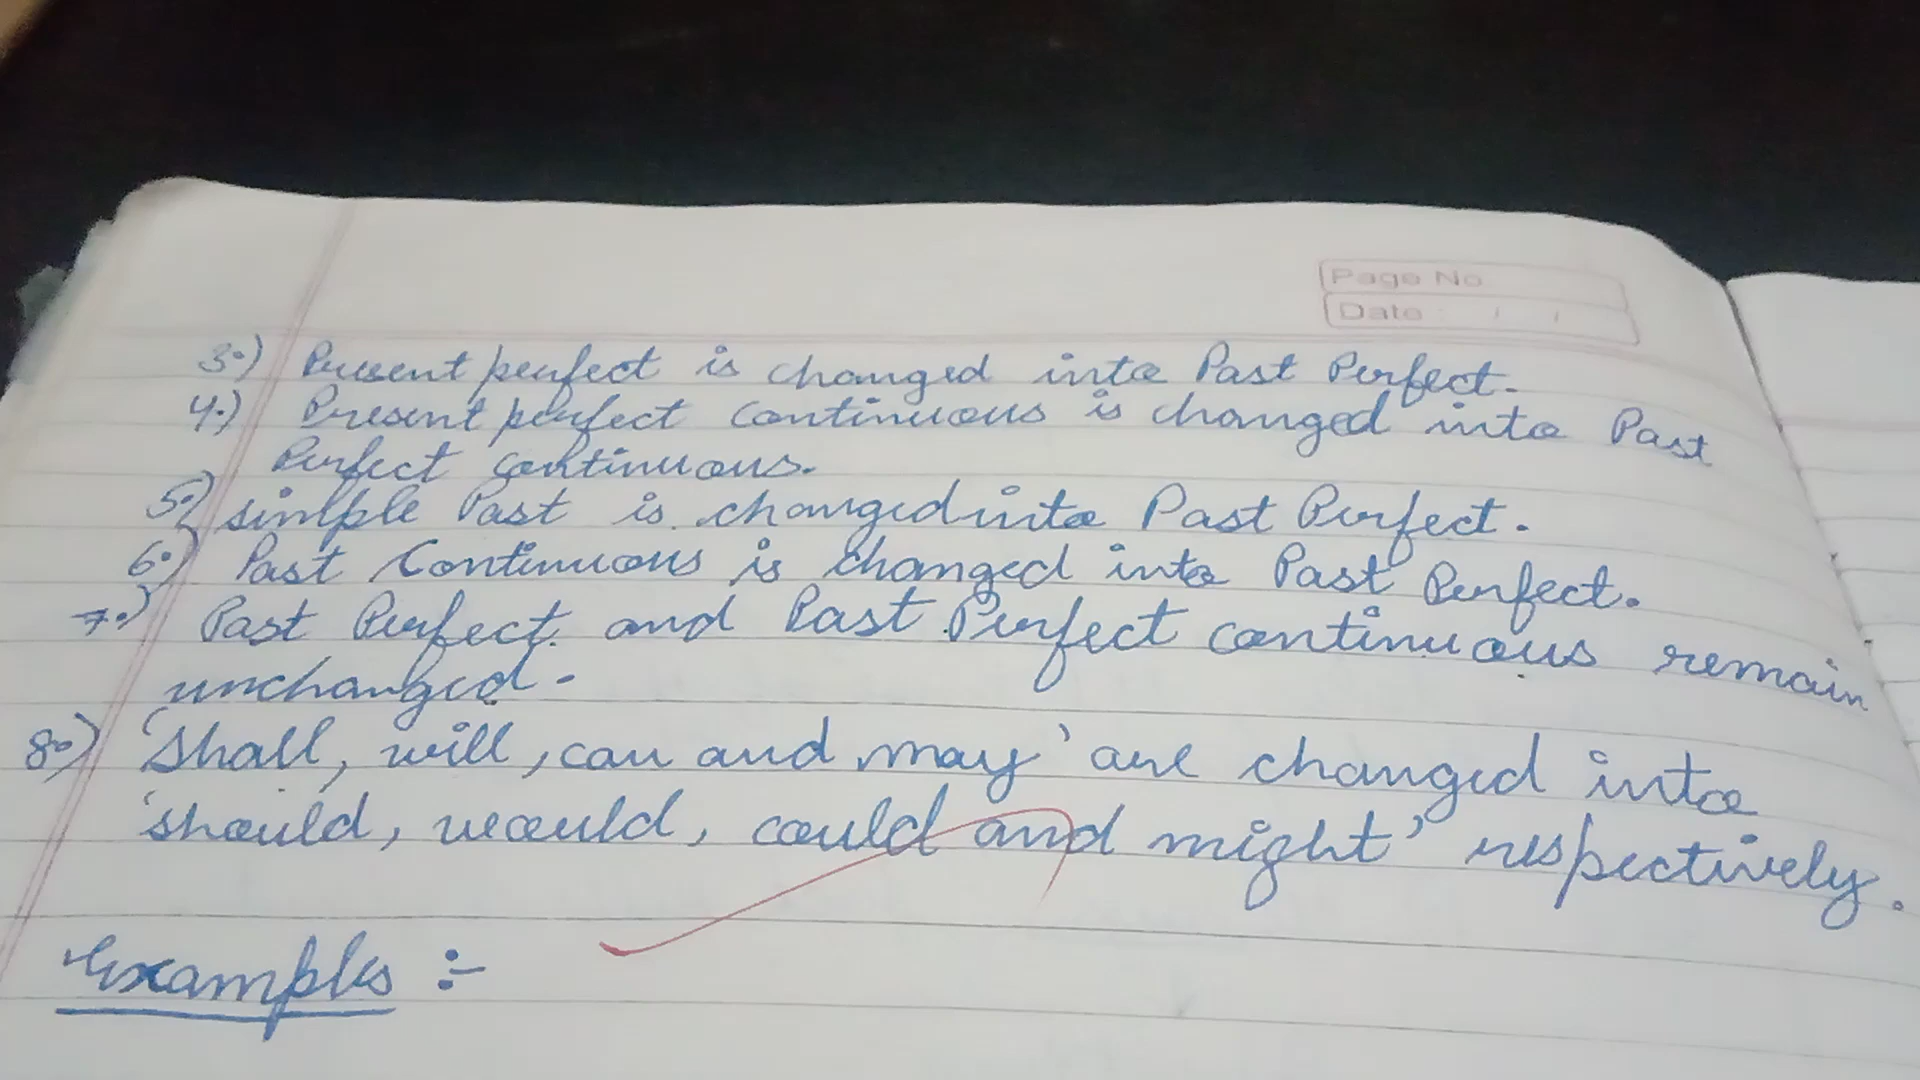 Page No
Date : / /
3.) Present perfect is changed into Past Perfect.
4.) Present perfect continuous is changed into Past
Perfect continuous.
5.) simple Past is changed into Past Perfect.
6.) Past Continuous is changed into Past Perfect.
7.) Past Perfect and Past Perfect continuous remain
unchanged.
8.) 'Shall, will, can and may' are changed into
'should, would, could and might' respectively.
Examples :-